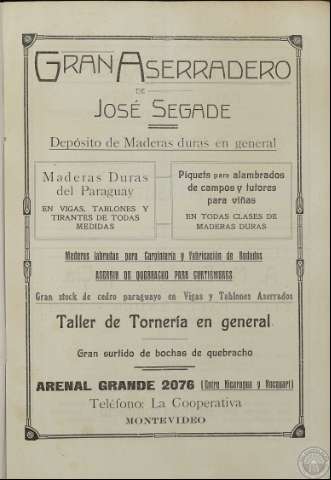 GRAN ASERRADERO
DE
JOSÉ SEGADE
Depósito de Maderas duras en general
Maderas Duras
del Paraguay
EN VIGAS, TABLONES Y
TIRANTES DE TODAS
MEDIDAS
Piquets para alambrados
de campos y tutores
para viñas
EN TODAS CLASES DE
MADERAS DURAS
Maderas labradas para Carpintería y Fabricación de Rodados
ASERRIN DE QUEBRACHO PARA CURTIEMBRES
Gran stock de cedro paraguayo en Vigas y Tablones Aserrados
Taller de Tornería en general
Gran surtido de bochas de quebracho
ARENAL GRANDE 2076 (Entre Nicaragua y
Teléfono: La Cooperativa
MONTEVIDEO